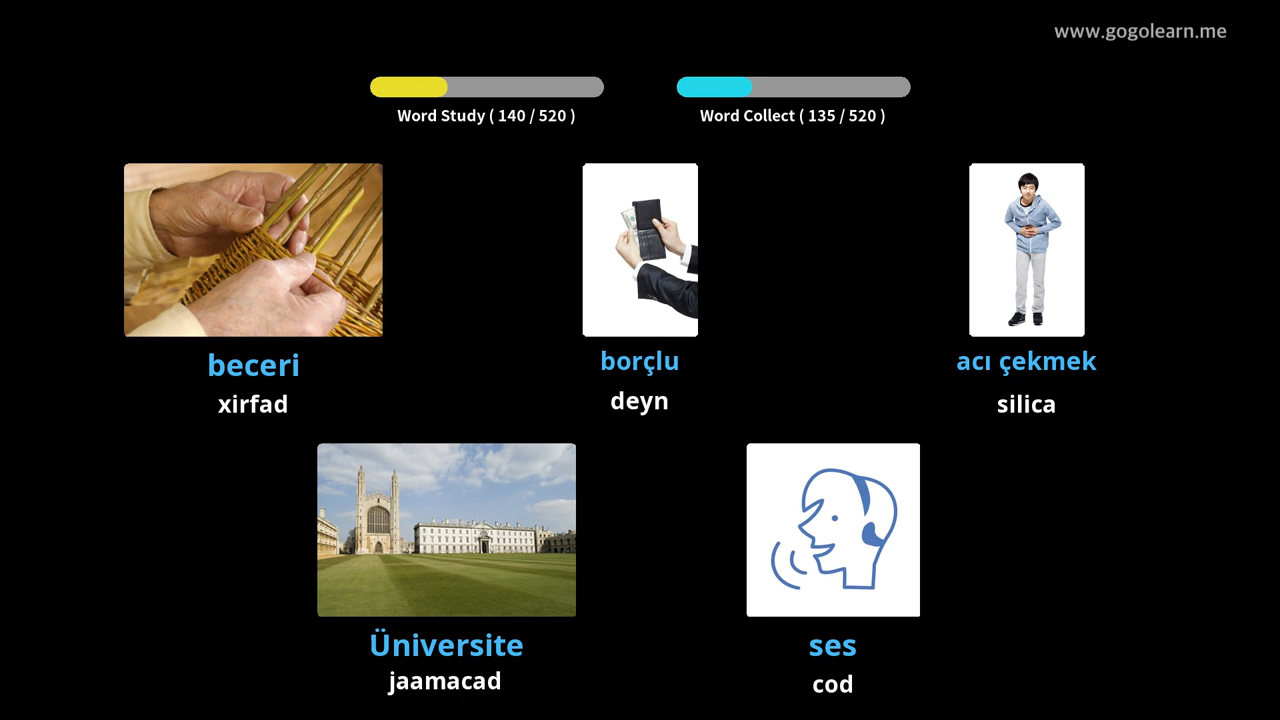 www.gogolearn.me
Word Study ( 140 / 520 )
Word Collect ( 135 / 520 )
beceri
xirfad
borçlu
deyn
acı çekmek
silica
Üniversite
jaamacad
ses
cod